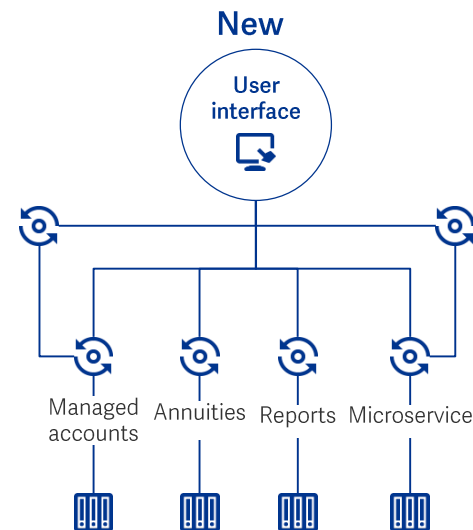 New
User
interface
Managed
accounts
Annuities
Reports
Microservice